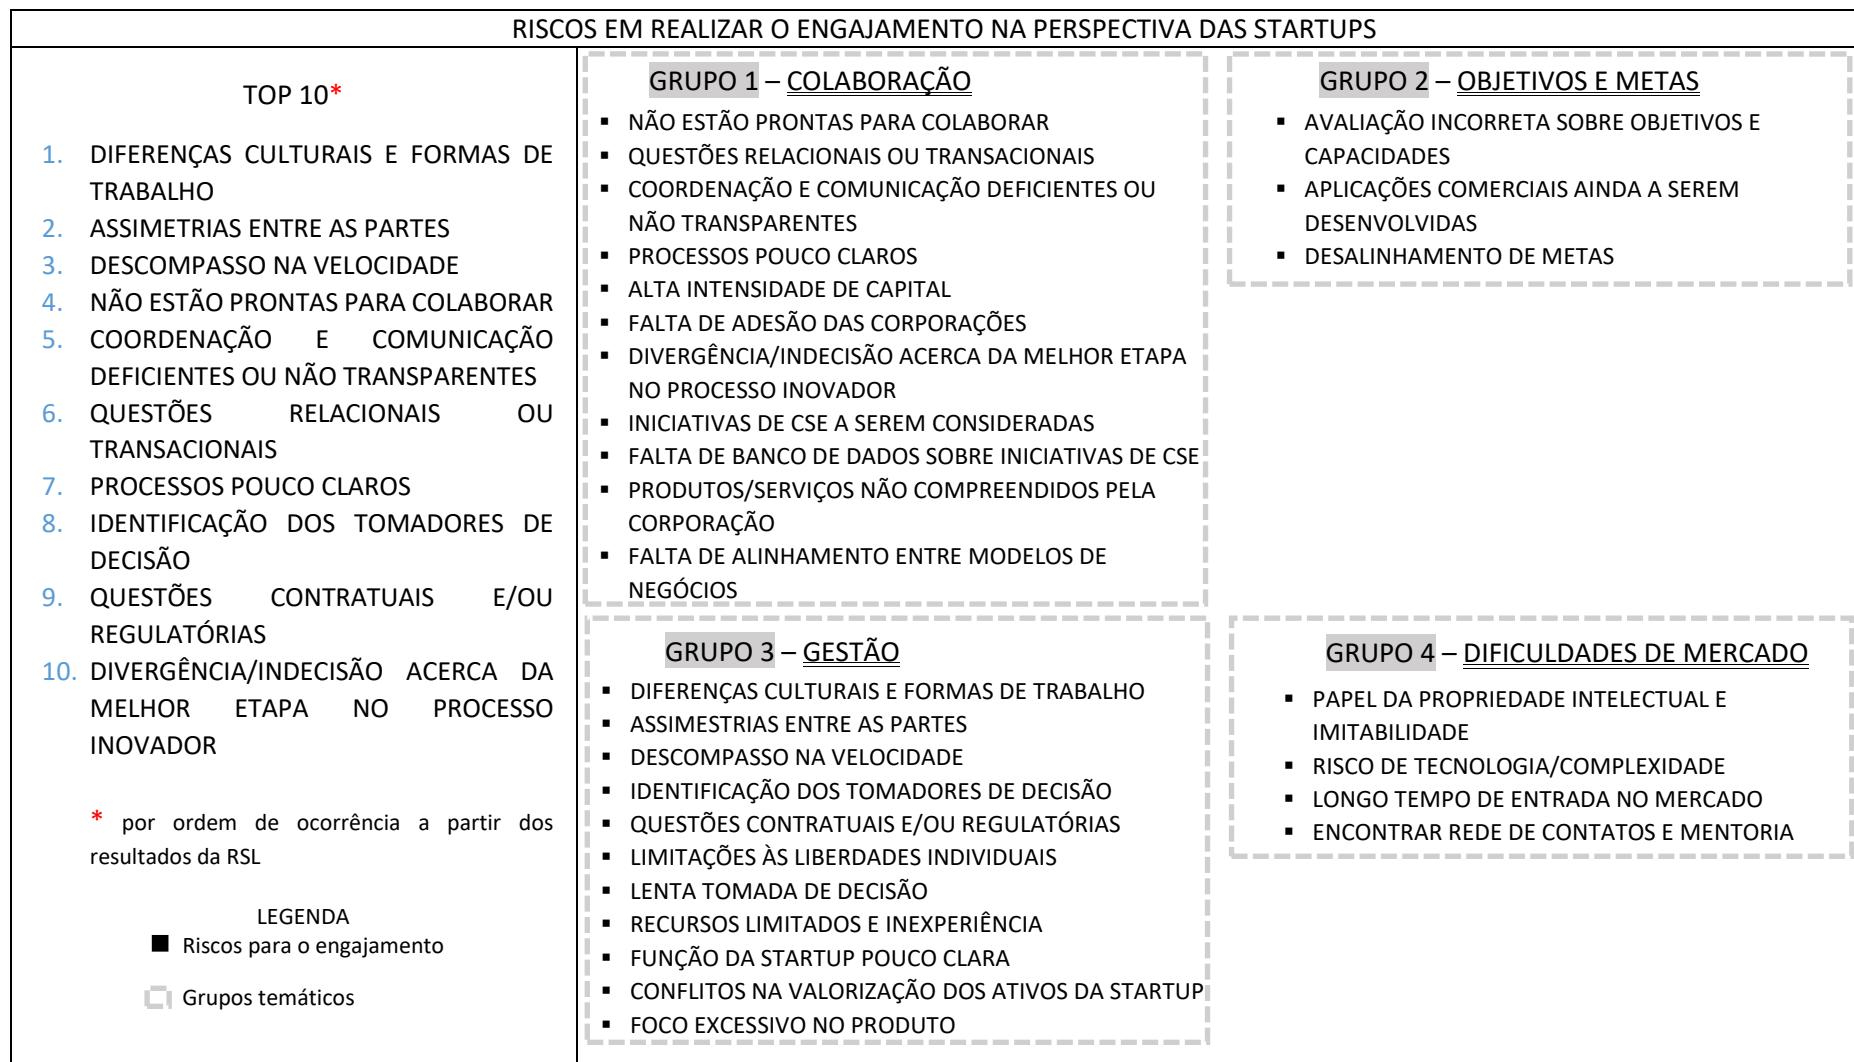 RISCOS EM REALIZAR O ENGAJAMENTO NA PERSPECTIVA DAS STARTUPS
TOP 10*
1. DIFERENÇAS CULTURAIS E FORMAS DE
TRABALHO
2. ASSIMETRIAS ENTRE AS PARTES
3. DESCOMPASSO NA VELOCIDADE
4. NÃO ESTÃO PRONTAS PARA COLABORAR
5. COORDENAÇÃO E COMUNICAÇÃO
DEFICIENTES OU NÃO TRANSPARENTES
6. QUESTÕES RELACIONAIS OU
TRANSACIONAIS
7. PROCESSOS POUCO CLAROS
8. IDENTIFICAÇÃO DOS TOMADORES DE
DECISÃO
9. QUESTÕES CONTRATUAIS E/OU
REGULATÓRIAS
10. DIVERGÊNCIA/INDECISÃO ACERCA DA
MELHOR ETAPA NO PROCESSO
INOVADOR
* por ordem de ocorrência a partir dos
resultados da RSL
LEGENDA
■ Riscos para o engajamento
Grupos temáticos
GRUPO 1 – COLABORAÇÃO
▪ NÃO ESTÃO PRONTAS PARA COLABORAR
▪ QUESTÕES RELACIONAIS OU TRANSACIONAIS
▪ COORDENAÇÃO E COMUNICAÇÃO DEFICIENTES OU
NÃO TRANSPARENTES
▪ PROCESSOS POUCO CLAROS
▪ ALTA INTENSIDADE DE CAPITAL
▪ FALTA DE ADESÃO DAS CORPORAÇÕES
▪ DIVERGÊNCIA/INDECISÃO ACERCA DA MELHOR ETAPA
NO PROCESSO INOVADOR
▪ INICIATIVAS DE CSE A SEREM CONSIDERADAS
▪ FALTA DE BANCO DE DADOS SOBRE INICIATIVAS DE CSE
▪ PRODUTOS/SERVIÇOS NÃO COMPREENDIDOS PELA
CORPORAÇÃO
▪ FALTA DE ALINHAMENTO ENTRE MODELOS DE
NEGÓCIOS
GRUPO 2 – OBJETIVOS E METAS
▪ AVALIAÇÃO INCORRETA SOBRE OBJETIVOS E
CAPACIDADES
▪ APLICAÇÕES COMERCIAIS AINDA A SEREM
DESENVOLVIDAS
▪ DESALINHAMENTO DE METAS
GRUPO 3 – GESTÃO
▪ DIFERENÇAS CULTURAIS E FORMAS DE TRABALHO
▪ ASSIMESTRIAS ENTRE AS PARTES
▪ DESCOMPASSO NA VELOCIDADE
▪ IDENTIFICAÇÃO DOS TOMADORES DE DECISÃO
▪ QUESTÕES CONTRATUAIS E/OU REGULATÓRIAS
▪ LIMITAÇÕES ÀS LIBERDADES INDIVIDUAIS
▪ LENTA TOMADA DE DECISÃO
▪ RECURSOS LIMITADOS E INEXPERIÊNCIA
▪ FUNÇÃO DA STARTUP POUCO CLARA
▪ CONFLITOS NA VALORIZAÇÃO DOS ATIVOS DA STARTUP
▪ FOCO EXCESSIVO NO PRODUTO
GRUPO 4 – DIFICULDADES DE MERCADO
▪ PAPEL DA PROPRIEDADE INTELECTUAL E
IMITABILIDADE
▪ RISCO DE TECNOLOGIA/COMPLEXIDADE
▪ LONGO TEMPO DE ENTRADA NO MERCADO
▪ ENCONTRAR REDE DE CONTATOS E MENTORIA